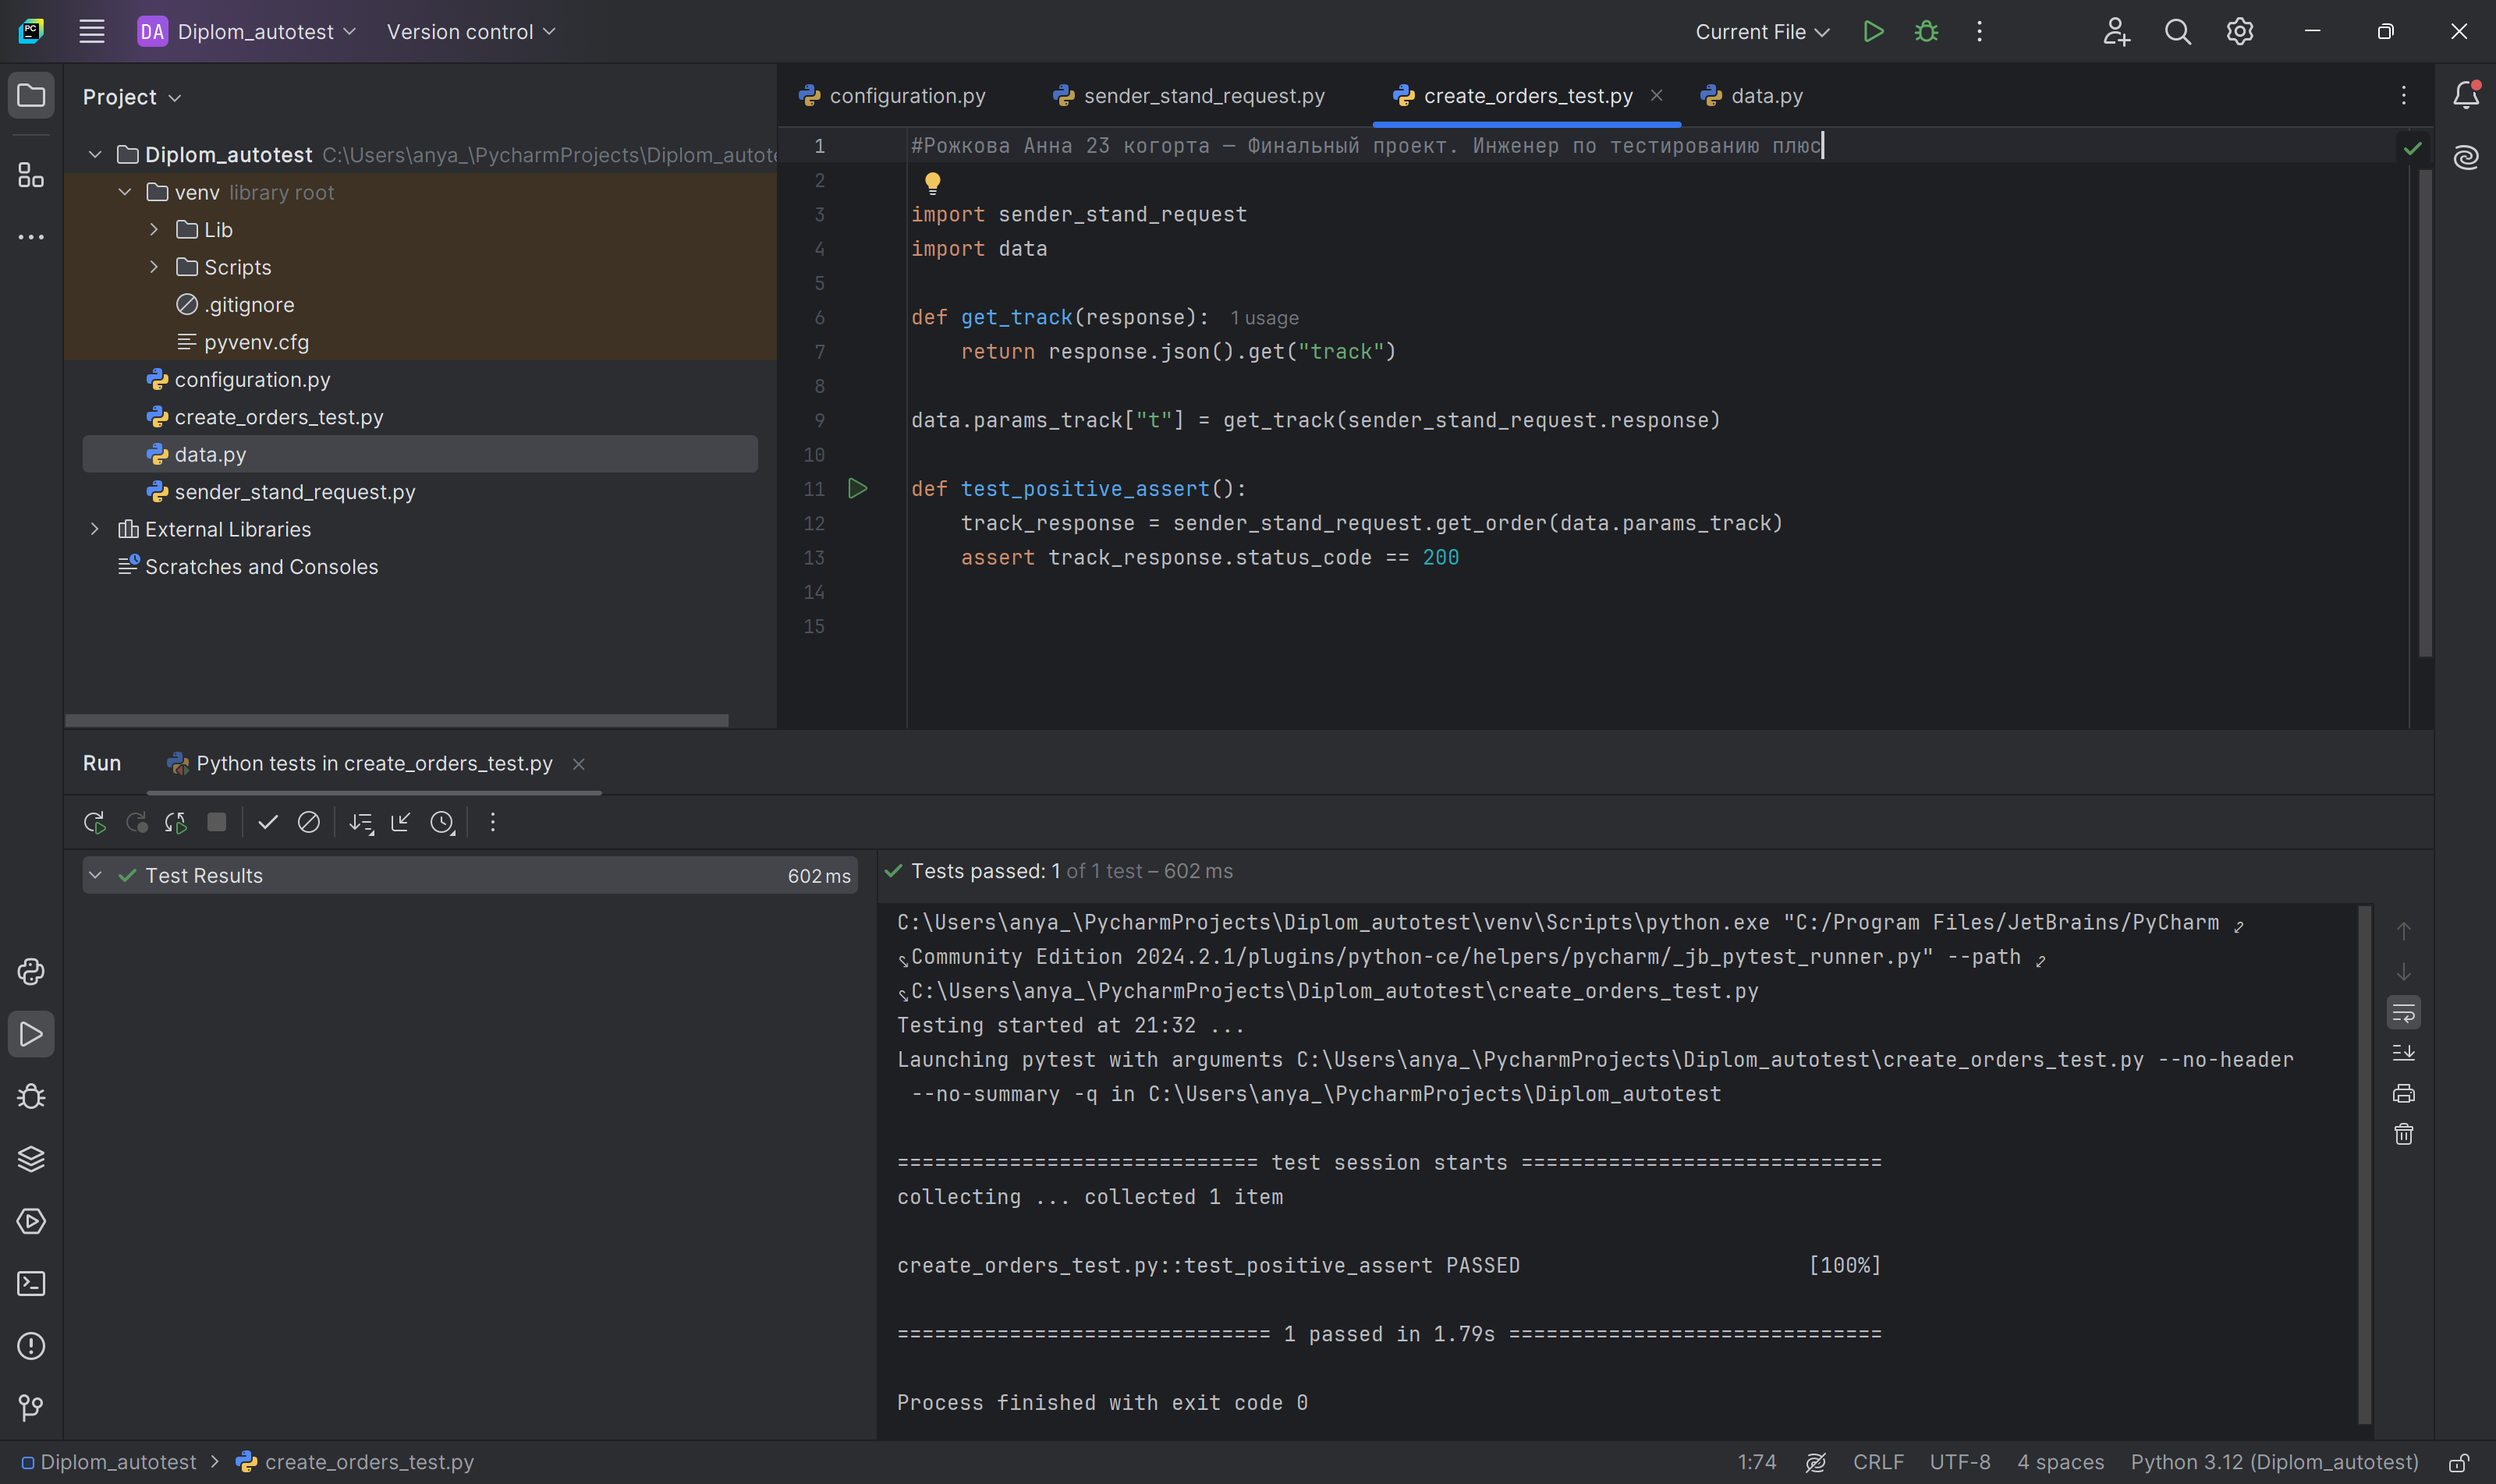 DA Diplom_autotest Version control Current File
Project
Diplom_autotest C:\Users\anya_\PycharmProjects\Diplom_autote
venv library root
Lib
Scripts
.gitignore
pyvenv.cfg
configuration.py
create_orders_test.py
data.py
sender_stand_request.py
External Libraries
Scratches and Consoles
configuration.py sender_stand_request.py create_orders_test.py data.py
1 #Рожкова Анна 23 когорта — Финальный проект. Инженер по тестированию плюс
2
3 import sender_stand_request
4 import data
5
6 def get_track(response): 1 usage
7 return response.json().get("track")
8
9 data.params_track["t"] = get_track(sender_stand_request.response)
10
11 def test_positive_assert():
12 track_response = sender_stand_request.get_order(data.params_track)
13 assert track_response.status_code == 200
14
15
Run Python tests in create_orders_test.py
Test Results 602 ms
Tests passed: 1 of 1 test – 602 ms
C:\Users\anya_\PycharmProjects\Diplom_autotest\venv\Scripts\python.exe "C:/Program Files/JetBrains/PyCharm
Community Edition 2024.2.1/plugins/python-ce/helpers/pycharm/_jb_pytest_runner.py" --path
C:\Users\anya_\PycharmProjects\Diplom_autotest\create_orders_test.py
Testing started at 21:32 ...
Launching pytest with arguments C:\Users\anya_\PycharmProjects\Diplom_autotest\create_orders_test.py --no-header
--no-summary -q in C:\Users\anya_\PycharmProjects\Diplom_autotest
============================= test session starts =============================
collecting ... collected 1 item
create_orders_test.py::test_positive_assert PASSED [100%]
============================== 1 passed in 1.79s ==============================
Process finished with exit code 0
Diplom_autotest > create_orders_test.py 1:74 CRLF UTF-8 4 spaces Python 3.12 (Diplom_autotest)